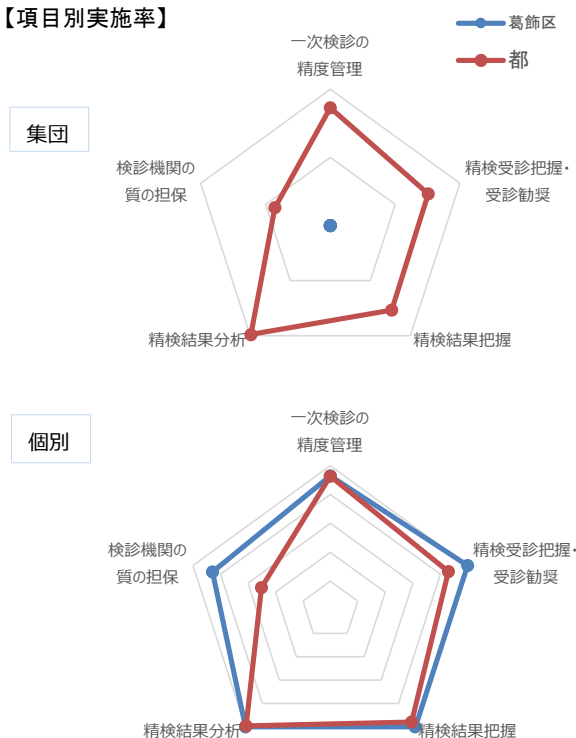 【項目別実施率】
葛飾区
都
集団
一次検診の
精度管理
精検受診把握・
受診勧奨
精検結果把握
精検結果分析
検診機関の
質の担保
個別
一次検診の
精度管理
精検受診把握・
受診勧奨
精検結果把握
精検結果分析
検診機関の
質の担保